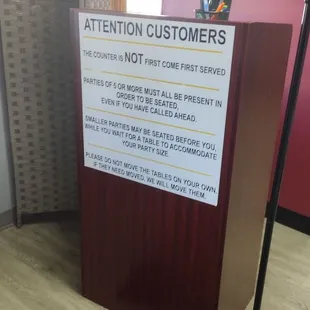 ATTENTION CUSTOMERS
THE COUNTER IS NOT FIRST COME FIRST SERVED
PARTIES OF 5 OR MORE MUST ALL BE PRESENT IN
ORDER TO BE SEATED,
EVEN IF YOU HAVE CALLED AHEAD.
SMALLER PARTIES MAY BE SEATED BEFORE YOU,
WHILE YOU WAIT FOR A TABLE TO ACCOMMODATE
YOUR PARTY SIZE.
PLEASE DO NOT MOVE THE TABLES ON YOUR OWN,
IF THEY NEED MOVED, WE WILL MOVE THEM.